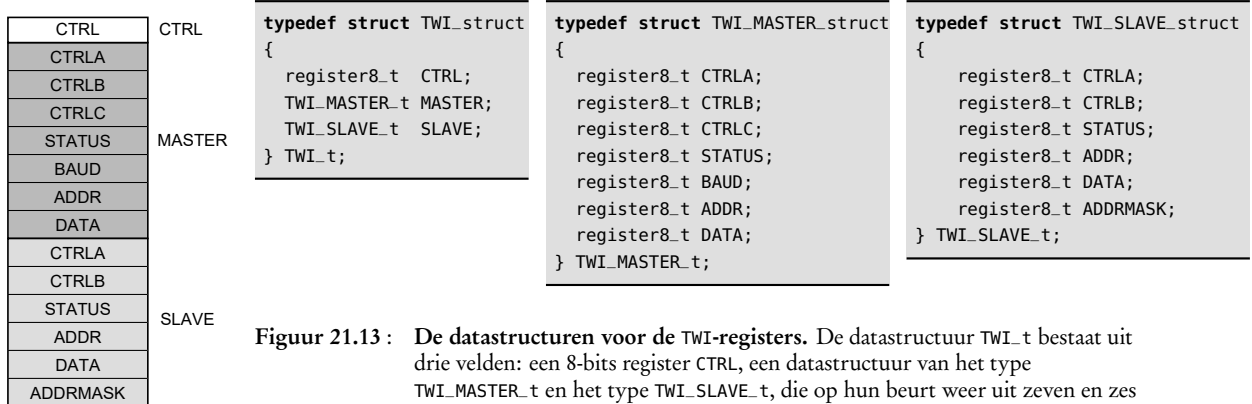 CTRL
CTRLA
CTRLB
CTRLC
STATUS
BAUD
ADDR
DATA
CTRLA
CTRLB
STATUS
ADDR
DATA
ADDRMASK
CTRL
MASTER
SLAVE
typedef struct TWI_struct
{
register8_t CTRL;
TWI_MASTER_t MASTER;
TWI_SLAVE_t SLAVE;
} TWI_t;
typedef struct TWI_MASTER_struct
{
register8_t CTRLA;
register8_t CTRLB;
register8_t CTRLC;
register8_t STATUS;
register8_t BAUD;
register8_t ADDR;
register8_t DATA;
} TWI_MASTER_t;
typedef struct TWI_SLAVE_struct
{
register8_t CTRLA;
register8_t CTRLB;
register8_t STATUS;
register8_t ADDR;
register8_t DATA;
register8_t ADDRMASK;
} TWI_SLAVE_t;
Figuur 21.13 : De datastructuren voor de TWI-registers. De datastructuur TWI_t bestaat uit
drie velden: een 8-bits register CTRL, een datastructuur van het type
TWI_MASTER_t en het type TWI_SLAVE_t, die op hun beurt weer uit zeven en zes